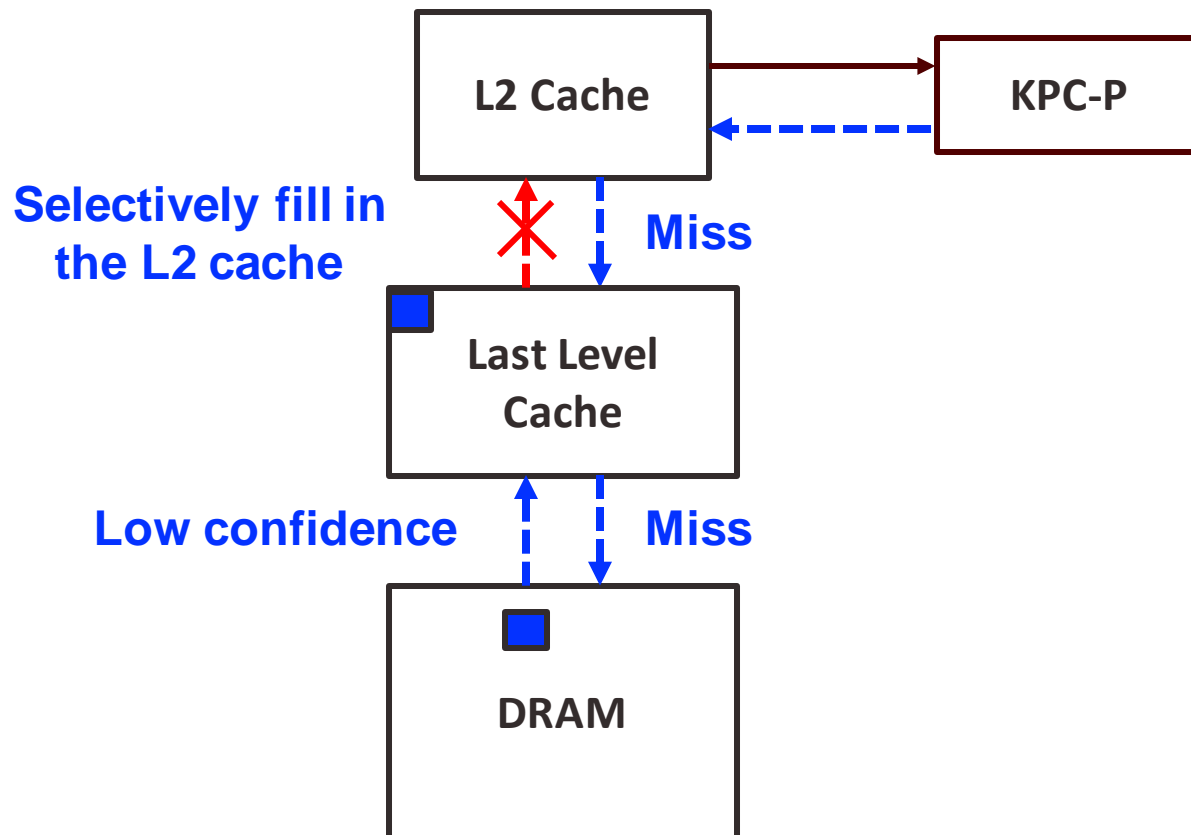 L2 Cache
KPC-P
Selectively fill in
the L2 cache
Miss
Last Level
Cache
Low confidence
Miss
DRAM